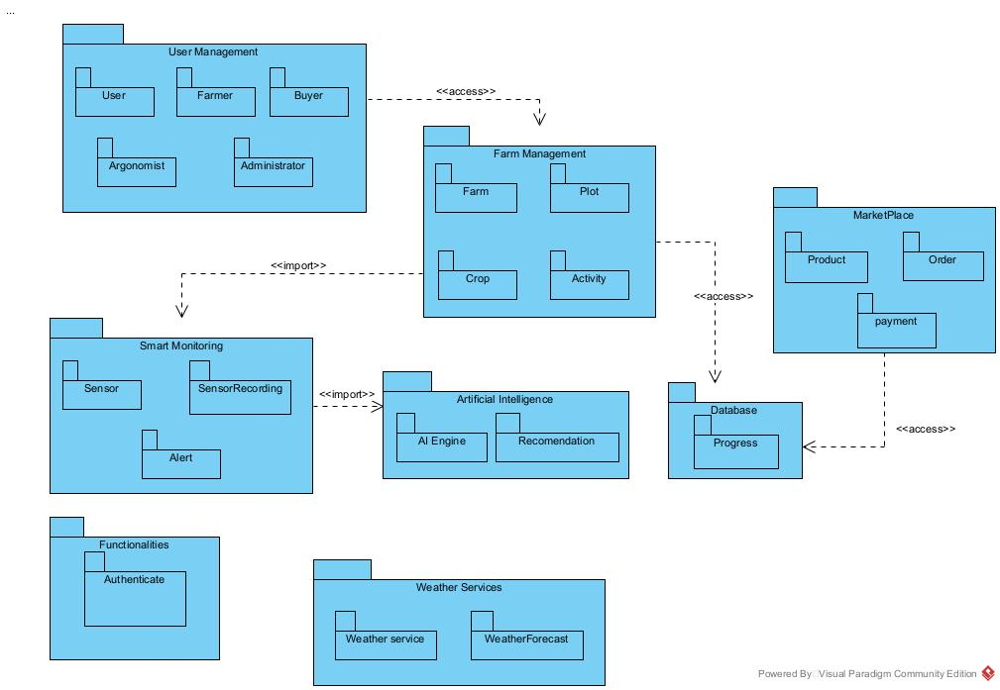 ...
User Management
User
Farmer
Buyer
Argonomist
Administrator
<<access>>
Farm Management
Farm
Plot
Crop
Activity
<<import>>
<<access>>
MarketPlace
Product
Order
payment
<<access>>
Smart Monitoring
Sensor
SensorRecording
Alert
<<import>>
Artificial Intelligence
AI Engine
Recomendation
Database
Progress
Functionalities
Authenticate
Weather Services
Weather service
WeatherForecast
Powered By Visual Paradigm Community Edition